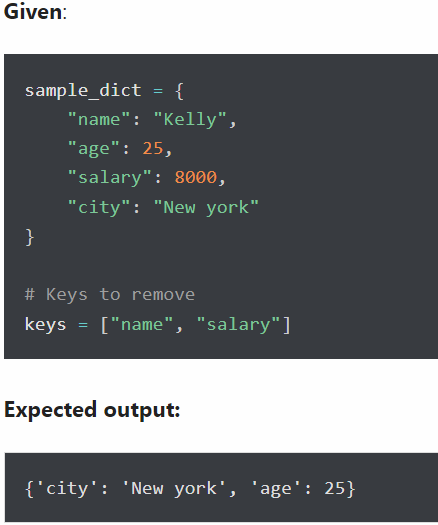 Given:
sample_dict = {
    "name": "Kelly",
    "age": 25,
    "salary": 8000,
    "city": "New york"
}
# Keys to remove
keys = ["name", "salary"]
Expected output:
{'city': 'New york', 'age': 25}